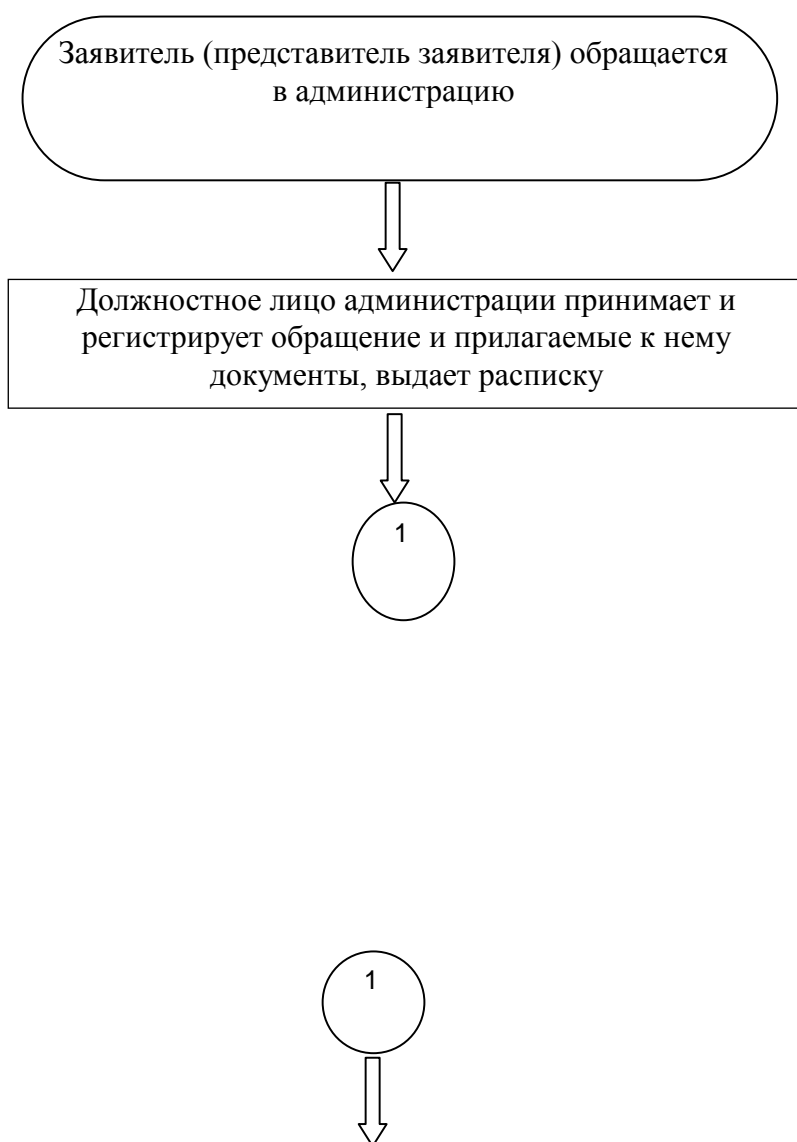 Заявитель (представитель заявителя) обращается
в администрацию
Должностное лицо администрации принимает и
регистрирует обращение и прилагаемые к нему
документы, выдает расписку
1
1